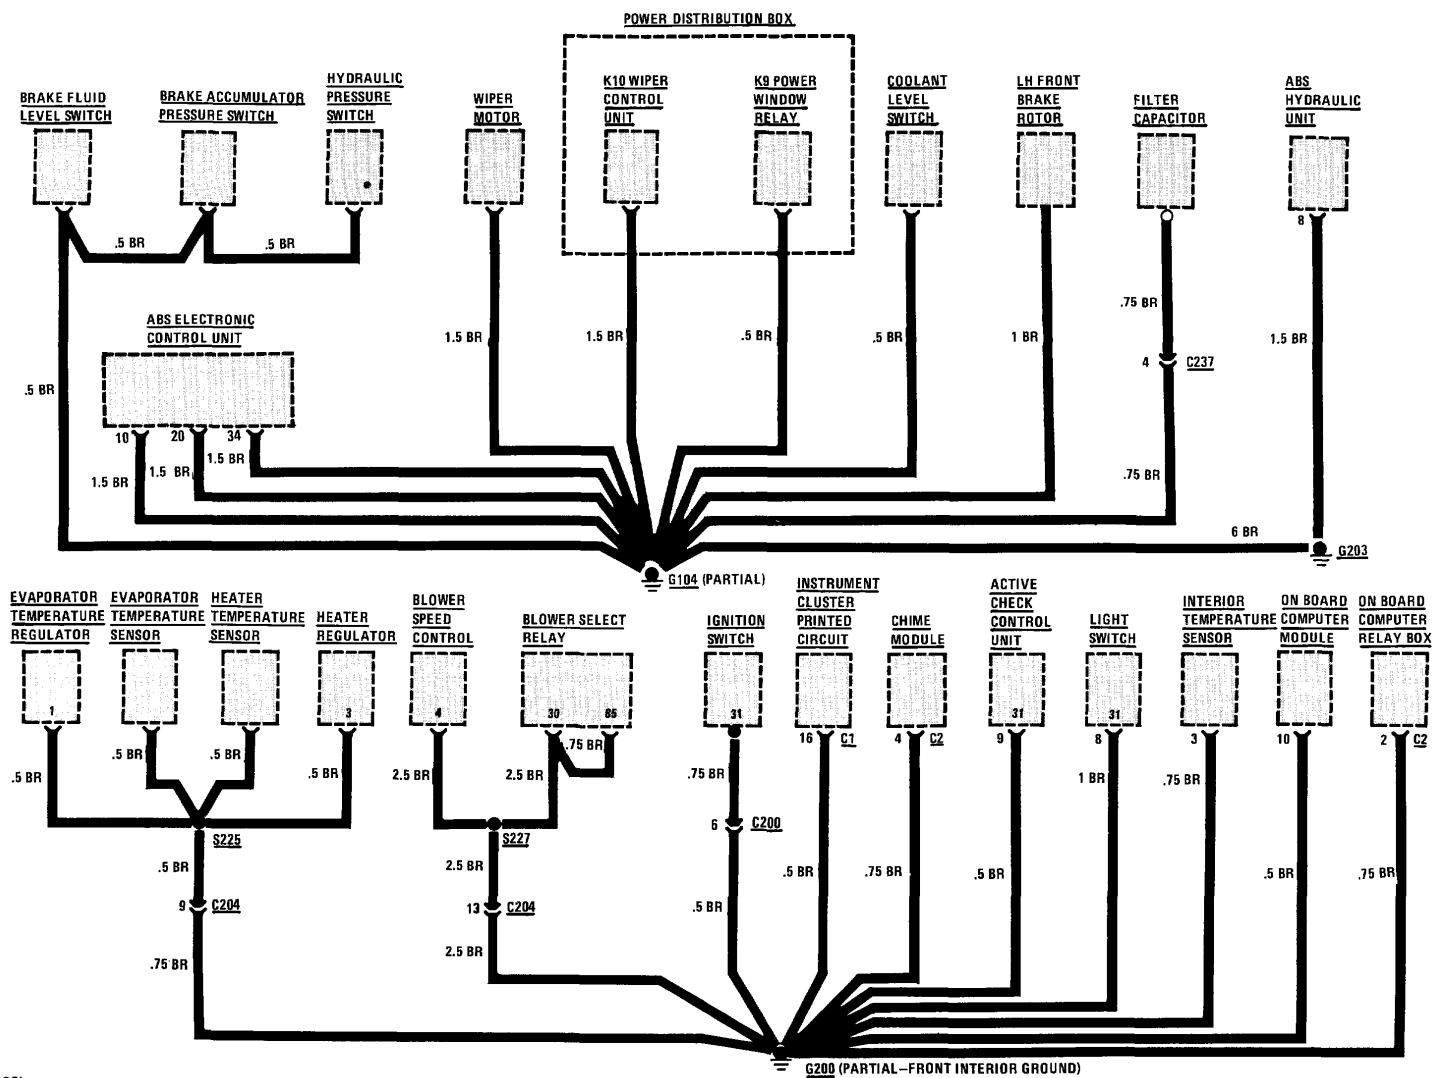 POWER DISTRIBUTION BOX
BRAKE FLUID
LEVEL SWITCH
BRAKE ACCUMULATOR
PRESSURE SWITCH
HYDRAULIC
PRESSURE
SWITCH
WIPER
MOTOR
K10 WIPER
CONTROL
UNIT
K9 POWER
WINDOW
RELAY
COOLANT
LEVEL
SWITCH
LH FRONT
BRAKE
ROTOR
FILTER
CAPACITOR
ABS
HYDRAULIC
UNIT
8
.5 BR
.5 BR
.75 BR
ABS ELECTRONIC
CONTROL UNIT
1.5 BR
1.5 BR
.5 BR
.5 BR
1 BR
1.5 BR
4
C237
.5 BR
10
20
34
1.5 BR
1.5 BR
1.5 BR
.75 BR
6 BR
G203
G104 (PARTIAL)
EVAPORATOR
TEMPERATURE
REGULATOR
EVAPORATOR
TEMPERATURE
SENSOR
HEATER
TEMPERATURE
SENSOR
HEATER
REGULATOR
BLOWER
SPEED
CONTROL
BLOWER SELECT
RELAY
IGNITION
SWITCH
INSTRUMENT
CLUSTER
PRINTED
CIRCUIT
CHIME
MODULE
ACTIVE
CHECK
CONTROL
UNIT
LIGHT
SWITCH
INTERIOR
TEMPERATURE
SENSOR
ON BOARD
COMPUTER
MODULE
ON BOARD
COMPUTER
RELAY BOX
1
3
4
30
85
31
31
31
16
C1
4
C2
9
8
3
10
2
C2
.5 BR
.5 BR
.5 BR
.5 BR
2.5 BR
2.5 BR
.75 BR
.75 BR
1 BR
.75 BR
S225
S227
6
C200
.5 BR
2.5 BR
.5 BR
.75 BR
.5 BR
.5 BR
.75 BR
9
C204
13
C204
.5 BR
.75 BR
2.5 BR
G200 (PARTIAL–FRONT INTERIOR GROUND)